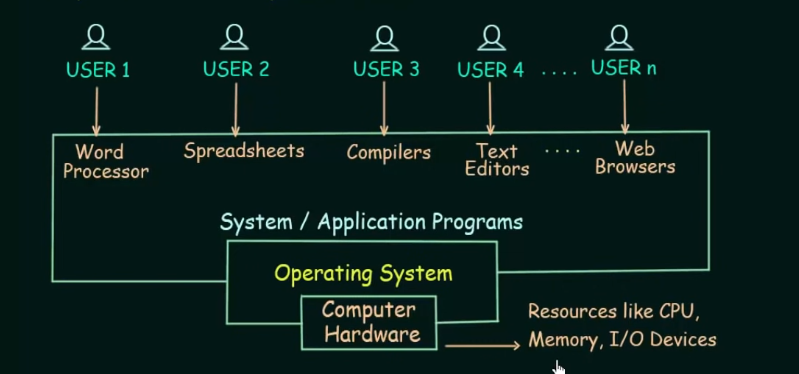 USER 1 USER 2 USER 3 USER 4 .... USER n
Word Processor
Spreadsheets
Compilers
Text Editors
....
Web Browsers
System / Application Programs
Operating System
Computer Hardware
Resources like CPU,
Memory, I/O Devices